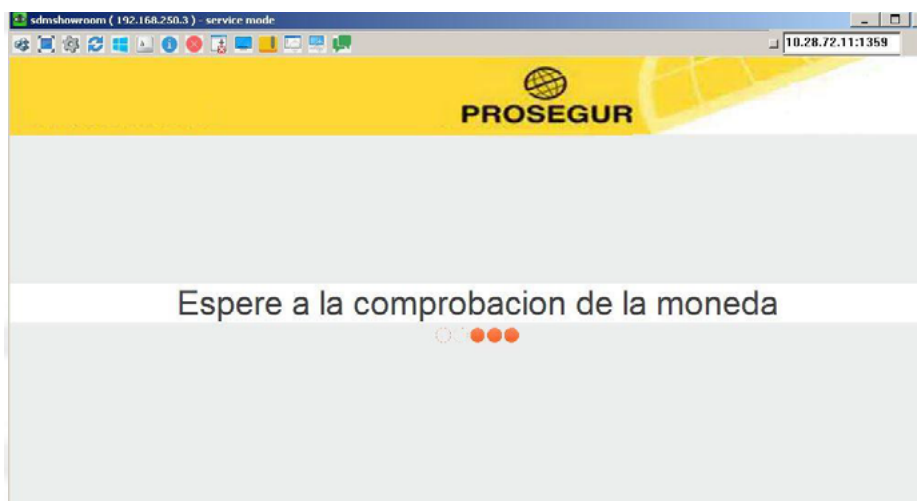 sdmshowroom ( 192.168.250.3 ) - service mode
10.28.72.11:1359
PROSEGUR
Espere a la comprobacion de la moneda